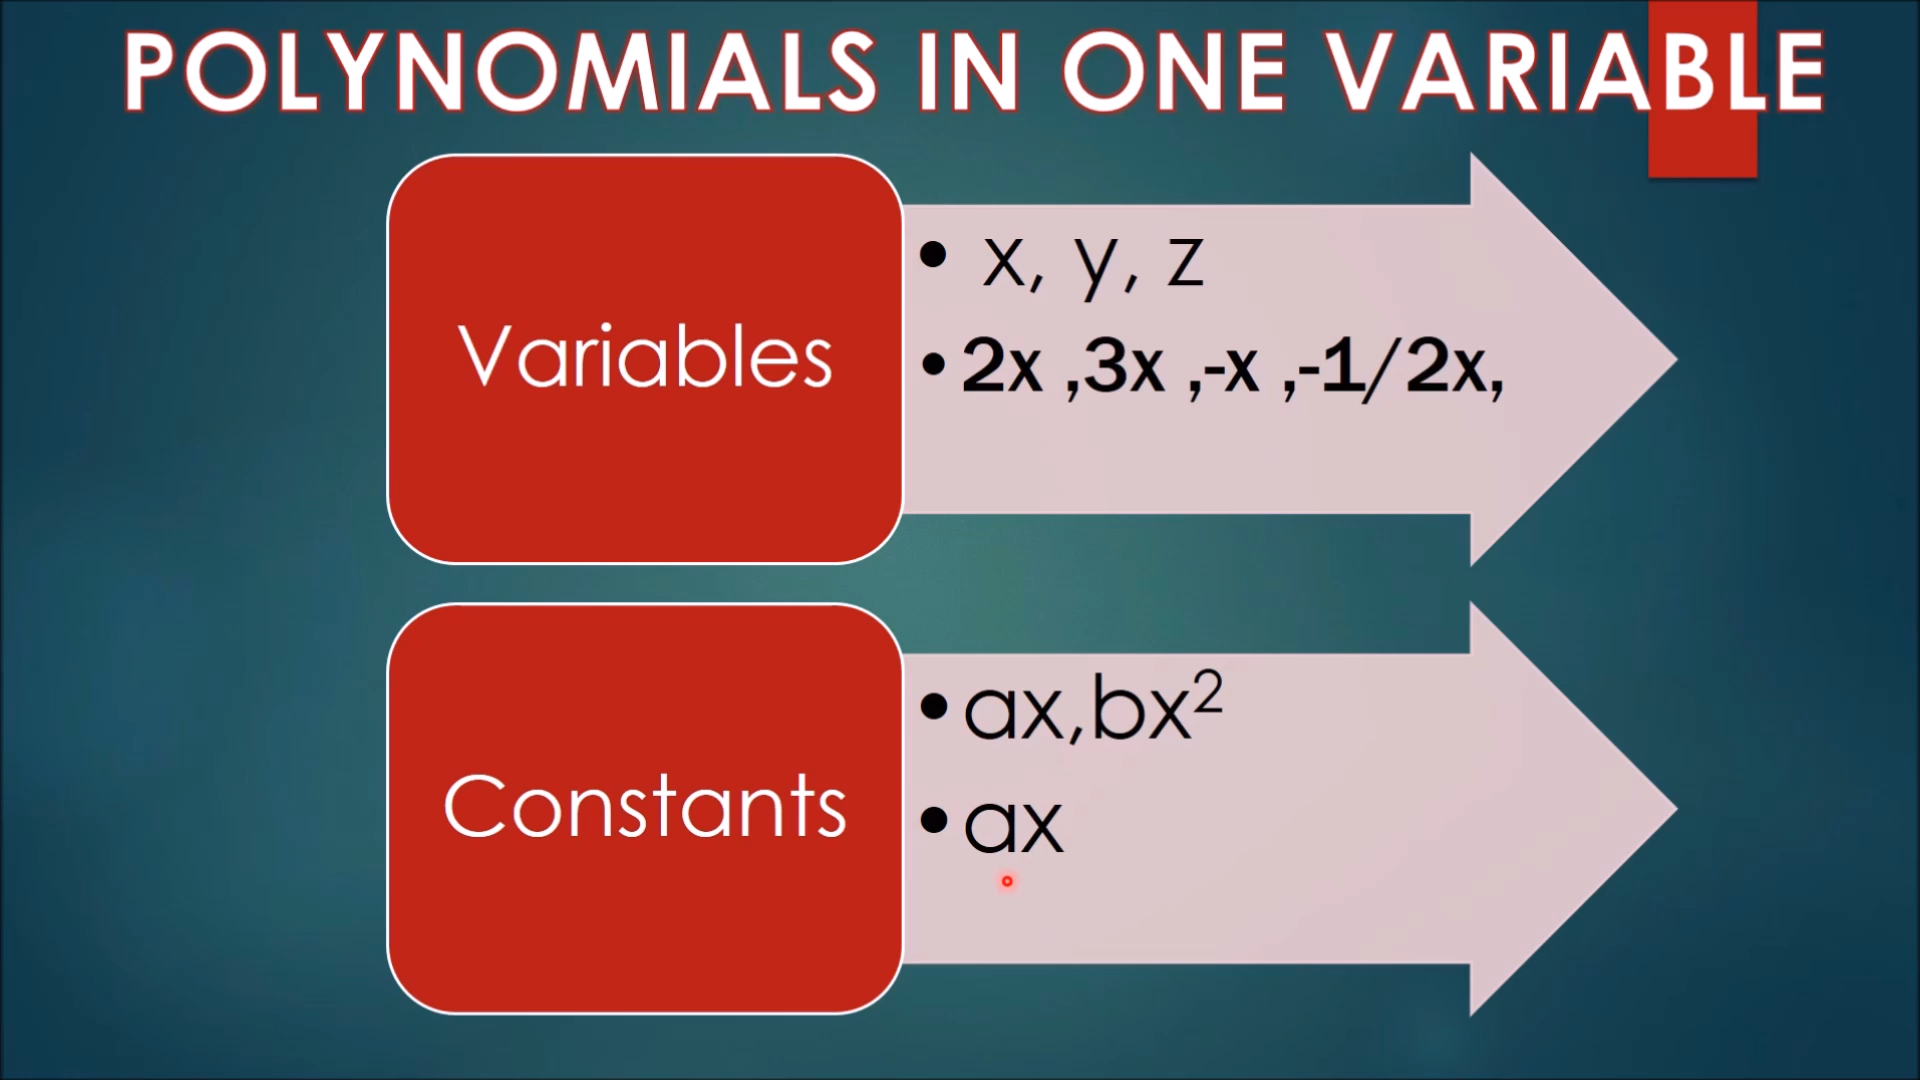 POLYNOMIALS IN ONE VARIABLE
Variables
• x, y, z
•2x ,3x ,-x ,-1/2x,
Constants
•ax,bx²
•ax